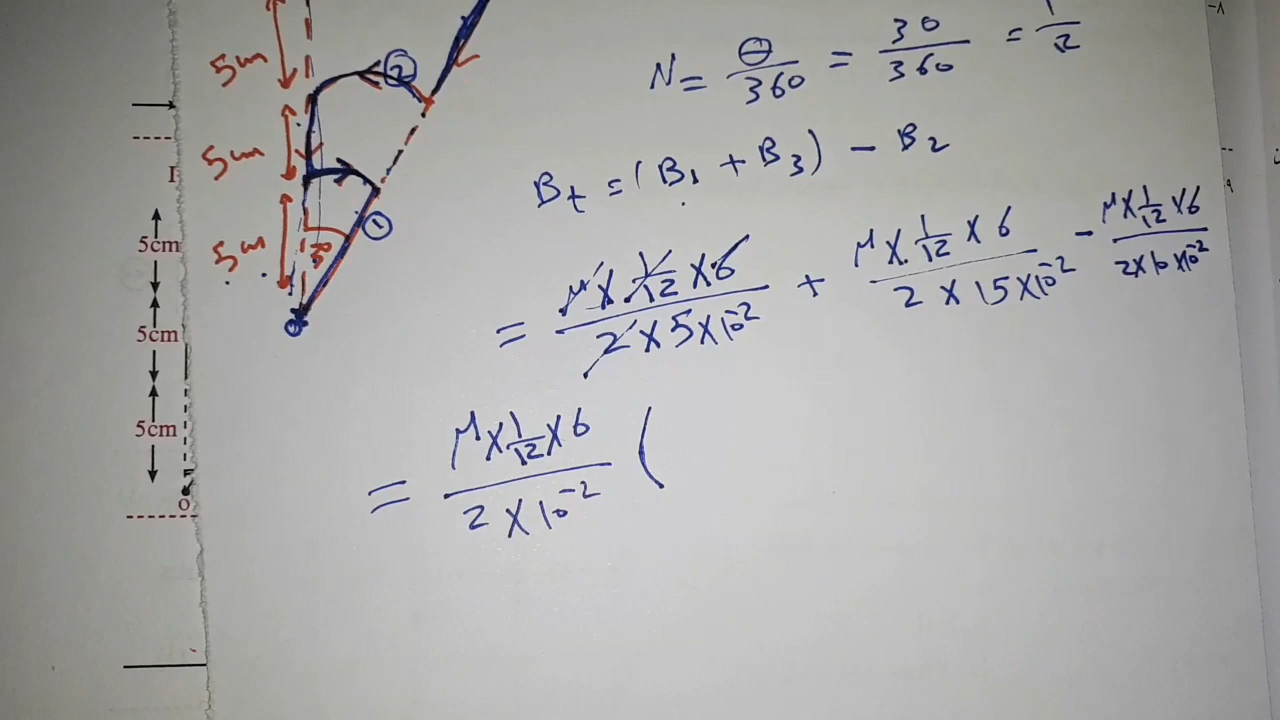 N = θ/360 = 30/360 = 1/12
5cm
②
Bt = (B1 + B3) - B2
5cm
I
5cm
①
30
5cm
= μ × 1/12 × 6 / 2 × 5 × 10^-2 + μ × 1/12 × 6 / 2 × 15 × 10^-2 - μ × 1/12 × 6 / 2 × 10 × 10^-2
5cm
5cm
= μ × 1/12 × 6 / 2 × 10^-2 (
O